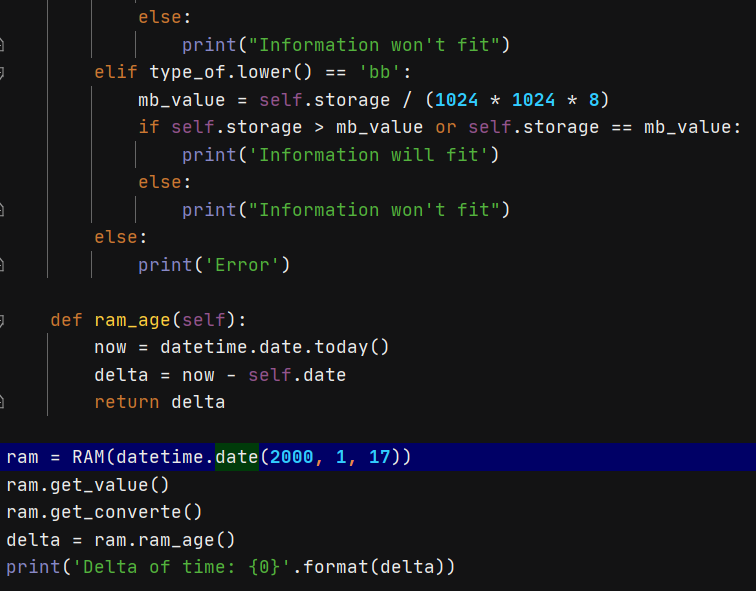 else:
print("Information won't fit")
elif type_of.lower() == 'bb':
mb_value = self.storage / (1024 * 1024 * 8)
if self.storage > mb_value or self.storage == mb_value:
print('Information will fit')
else:
print("Information won't fit")
else:
print('Error')
def ram_age(self):
now = datetime.date.today()
delta = now - self.date
return delta
ram = RAM(datetime.date(2000, 1, 17))
ram.get_value()
ram.get_converte()
delta = ram.ram_age()
print('Delta of time: {0}'.format(delta))